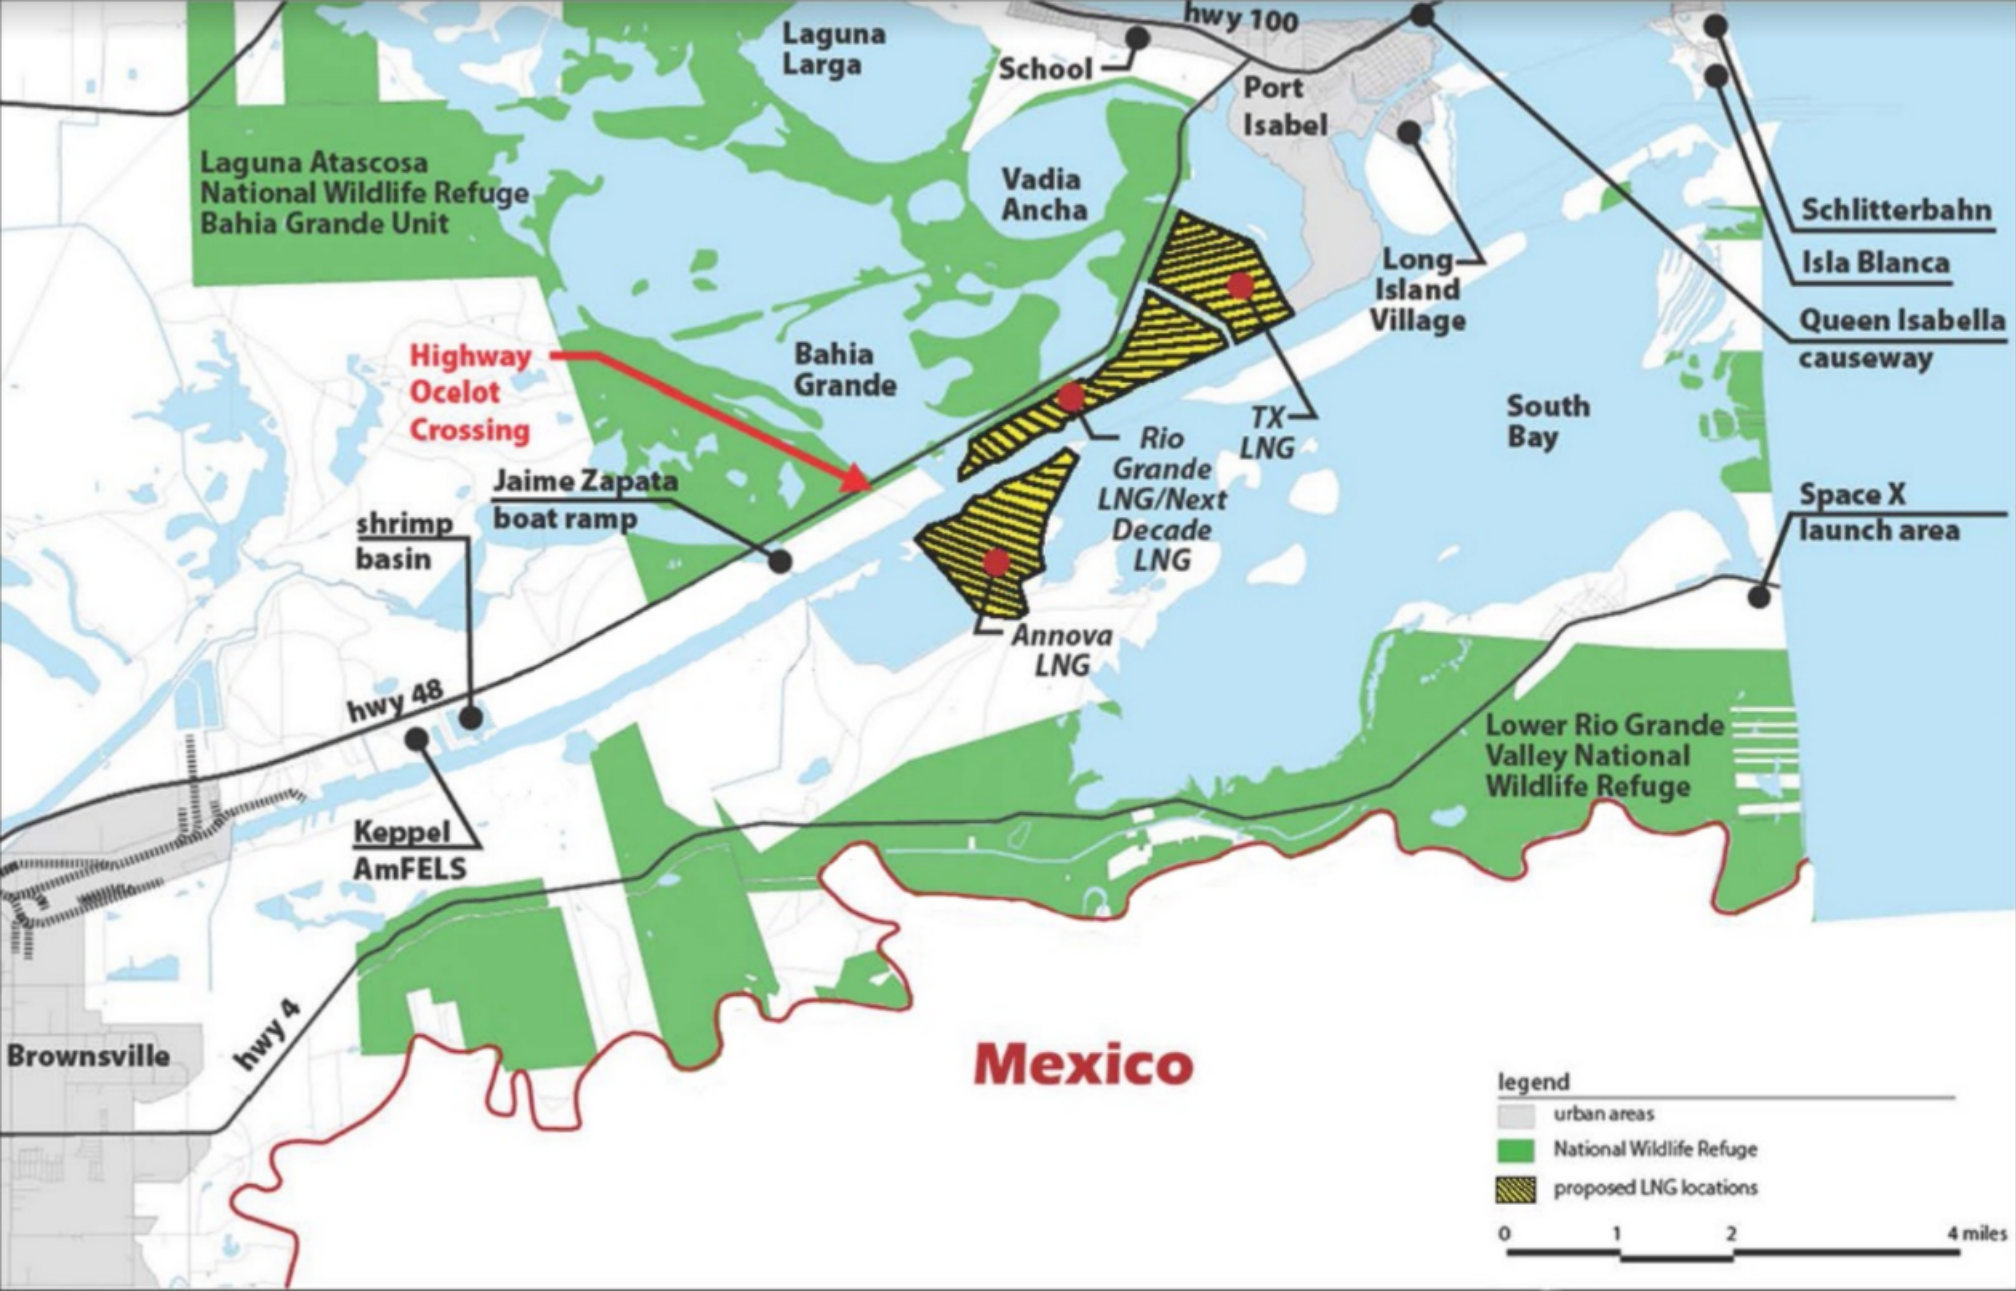 hwy 100
Laguna
Larga
School
Port
Isabel
Laguna Atascosa
National Wildlife Refuge
Bahia Grande Unit
Vadia
Ancha
Schlitterbahn
Isla Blanca
Long
Island
Village
Queen Isabella
causeway
Highway
Ocelot
Crossing
Bahia
Grande
TX
LNG
South
Bay
Rio
Grande
LNG/Next
Decade
LNG
Jaime Zapata
boat ramp
shrimp
basin
Space X
launch area
Annova
LNG
hwy 48
Lower Rio Grande
Valley National
Wildlife Refuge
Keppel
AmFELS
hwy 4
Brownsville
Mexico
legend
urban areas
National Wildlife Refuge
proposed LNG locations
0 1 2 4 miles